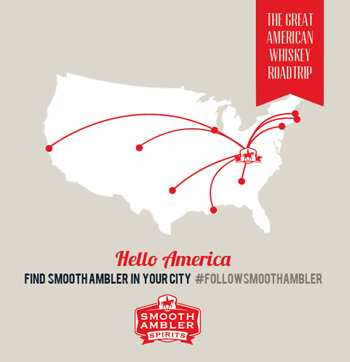 THE GREAT
AMERICAN
WHISKEY
ROADTRIP
Hello America
FIND SMOOTH AMBLER IN YOUR CITY #FOLLOWSMOOTHAMBLER
SMOOTH
AMBLER
SPIRITS